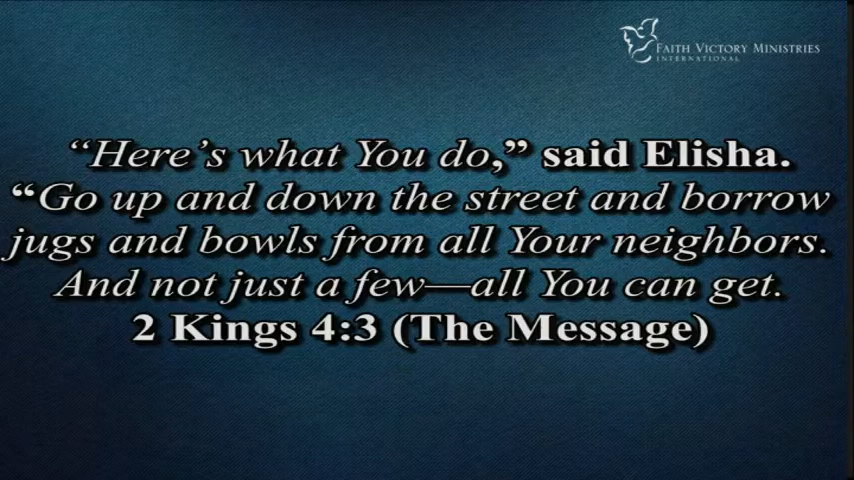 FAITH VICTORY MINISTRIES
INTERNATIONAL
“Here’s what You do,” said Elisha.
“Go up and down the street and borrow
jugs and bowls from all Your neighbors.
And not just a few—all You can get.
2 Kings 4:3 (The Message)